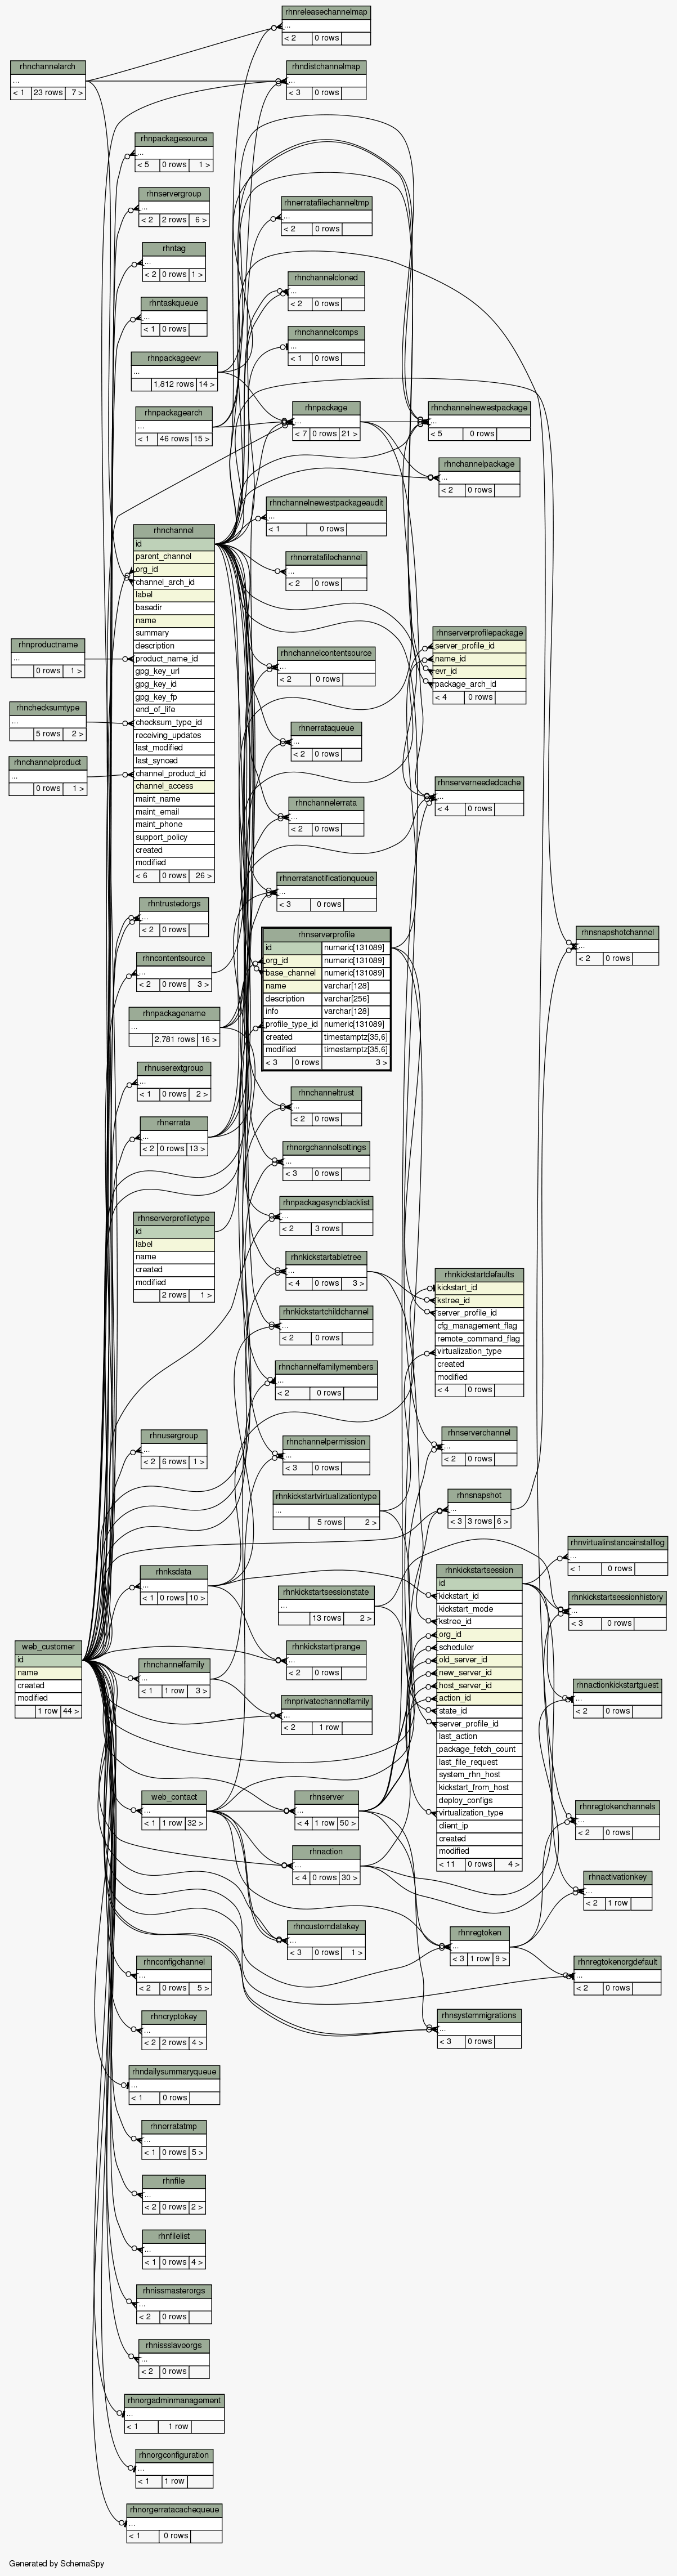 rhnreleasechannelmap
...
< 2 0 rows
rhnchannelarch
...
< 1 23 rows 7 >
rhndistchannelmap
...
< 3 0 rows
rhnpackagesource
...
< 5 0 rows 1 >
rhnservergroup
...
< 2 2 rows 6 >
rhnerratafilechanneltmp
...
< 2 0 rows
rhntag
...
< 2 0 rows 1 >
rhnchannelcloned
...
< 2 0 rows
rhntaskqueue
...
< 1 0 rows
rhnchannelcomps
...
< 1 0 rows
rhnpackageevr
...
1,812 rows 14 >
rhnpackagearch
...
< 1 46 rows 15 >
rhnpackage
...
< 7 0 rows 21 >
rhnchannelnewestpackage
...
< 5 0 rows
rhnchannelpackage
...
< 2 0 rows
rhnchannelnewestpackageaudit
...
< 1 0 rows
rhnerratafilechannel
...
< 2 0 rows
rhnchannel
id
parent_channel
org_id
channel_arch_id
label
basedir
name
summary
description
product_name_id
gpg_key_url
gpg_key_id
gpg_key_fp
end_of_life
checksum_type_id
receiving_updates
last_modified
last_synced
channel_product_id
channel_access
maint_name
maint_email
maint_phone
support_policy
created
modified
< 6 0 rows 26 >
rhnproductname
...
0 rows 1 >
rhnchecksumtype
...
5 rows 2 >
rhnchannelproduct
...
0 rows 1 >
rhnchannelcontentsource
...
< 2 0 rows
rhnserverprofilepackage
server_profile_id
name_id
evr_id
package_arch_id
< 4 0 rows
rhnerrataqueue
...
< 2 0 rows
rhnserverneededcache
...
< 4 0 rows
rhnchannelerrata
...
< 2 0 rows
rhnerratanotificationqueue
...
< 3 0 rows
rhntrustedorgs
...
< 2 0 rows
rhncontentsource
...
< 2 0 rows 3 >
rhnpackagename
...
2,781 rows 16 >
rhnserverprofile
id numeric[131089]
org_id numeric[131089]
base_channel numeric[131089]
name varchar[128]
description varchar[256]
info varchar[128]
profile_type_id numeric[131089]
created timestamptz[35,6]
modified timestamptz[35,6]
< 3 0 rows 3 >
rhnsnapshotchannel
...
< 2 0 rows
rhnuserextgroup
...
< 1 0 rows 2 >
rhnchanneltrust
...
< 2 0 rows
rhnerrata
...
< 2 0 rows 13 >
rhnorgchannelsettings
...
< 3 0 rows
rhnpackagesyncblacklist
...
< 2 3 rows
rhnserverprofiletype
id
label
name
created
modified
2 rows 1 >
rhnkickstartabletree
...
< 4 0 rows 3 >
rhnkickstartdefaults
kickstart_id
kstree_id
server_profile_id
cfg_management_flag
remote_command_flag
virtualization_type
created
modified
< 4 0 rows
rhnkickstartchildchannel
...
< 2 0 rows
rhnchannelfamilymembers
...
< 2 0 rows
rhnusergroup
...
< 2 6 rows 1 >
rhnchannelpermission
...
< 3 0 rows
rhnserverchannel
...
< 2 0 rows
rhnkickstartvirtualizationtype
...
5 rows 2 >
rhnsnapshot
...
< 3 3 rows 6 >
rhnvirtualinstanceinstalllog
...
< 1 0 rows
rhnksdata
...
< 1 0 rows 10 >
rhnkickstartsessionstate
...
13 rows 2 >
rhnkickstartsession
id
kickstart_id
kickstart_mode
kstree_id
org_id
scheduler
old_server_id
new_server_id
host_server_id
action_id
state_id
server_profile_id
last_action
package_fetch_count
last_file_request
system_rhn_host
kickstart_from_host
deploy_configs
virtualization_type
client_ip
created
modified
< 11 0 rows 4 >
rhnkickstartsessionhistory
...
< 3 0 rows
web_customer
id
name
created
modified
1 row 44 >
rhnkickstartiprange
...
< 2 0 rows
rhnchannelfamily
...
< 1 1 row 3 >
rhnprivatechannelfamily
...
< 2 1 row
rhnactionkickstartguest
...
< 2 0 rows
web_contact
...
< 1 1 row 32 >
rhnserver
...
< 4 1 row 50 >
rhnregtokenchannels
...
< 2 0 rows
rhnaction
...
< 4 0 rows 30 >
rhnactivationkey
...
< 2 1 row
rhncustomdatakey
...
< 3 0 rows 1 >
rhnregtoken
...
< 3 1 row 9 >
rhnconfigchannel
...
< 2 0 rows 5 >
rhnregtokenorgdefault
...
< 2 0 rows
rhncryptokey
...
< 2 2 rows 4 >
rhnsystemmigrations
...
< 3 0 rows
rhndailysummaryqueue
...
< 1 0 rows
rhnerratatmp
...
< 1 0 rows 5 >
rhnfile
...
< 2 0 rows 2 >
rhnfilelist
...
< 1 0 rows 4 >
rhnissmasterorgs
...
< 2 0 rows
rhnissslaveorgs
...
< 2 0 rows
rhnorgadminmanagement
...
< 1 1 row
rhnorgconfiguration
...
< 1 1 row
rhnorgerratacachequeue
...
< 1 0 rows
Generated by SchemaSpy